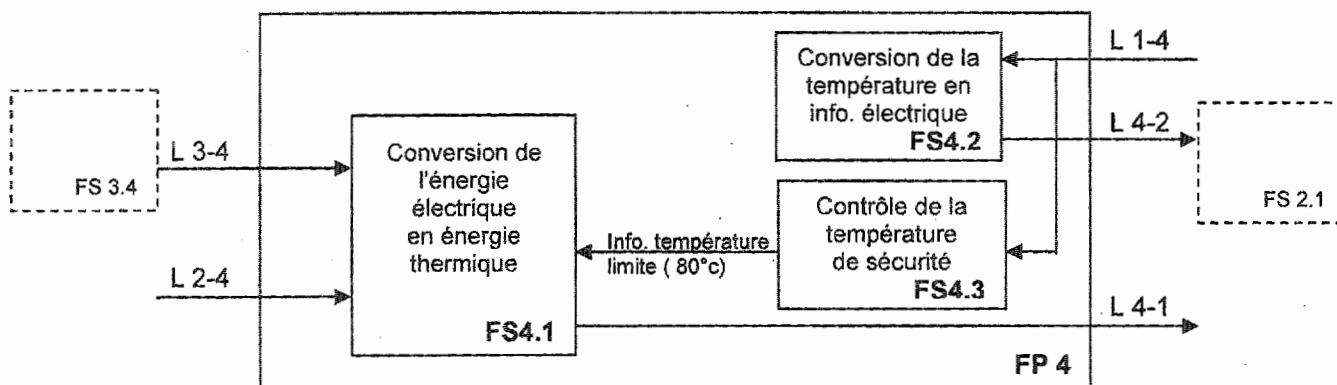 L 1-4
Conversion de la
température en
info. électrique
FS4.2
L 4-2
L 3-4
FS 3.4
Conversion de
l'énergie
électrique
en énergie
thermique
FS4.1
FS 2.1
Contrôle de la
température
de sécurité
FS4.3
Info. température
limite ( 80°c)
L 2-4
L 4-1
FP 4